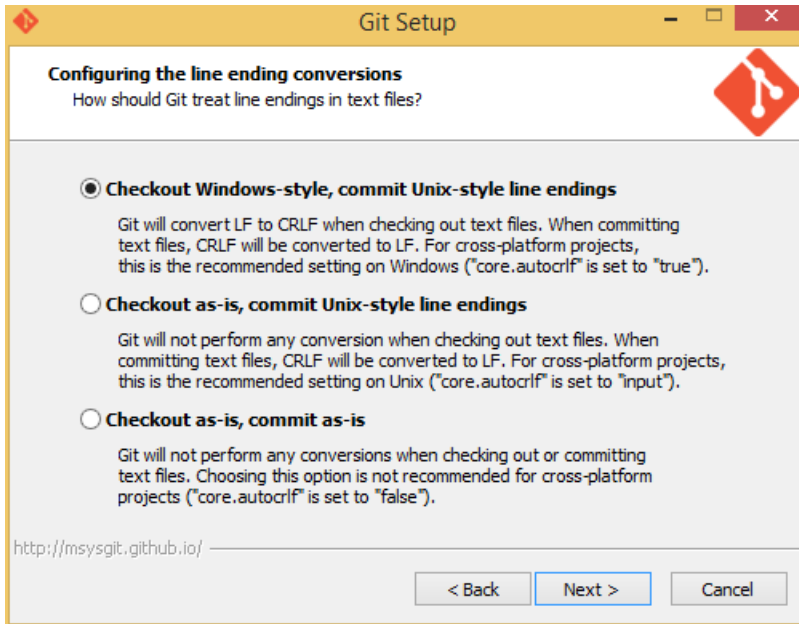 Git Setup
Configuring the line ending conversions
How should Git treat line endings in text files?
Checkout Windows-style, commit Unix-style line endings
Git will convert LF to CRLF when checking out text files. When committing
text files, CRLF will be converted to LF. For cross-platform projects,
this is the recommended setting on Windows ("core.autocrlf" is set to "true").
Checkout as-is, commit Unix-style line endings
Git will not perform any conversion when checking out text files. When
committing text files, CRLF will be converted to LF. For cross-platform projects,
this is the recommended setting on Unix ("core.autocrlf" is set to "input").
Checkout as-is, commit as-is
Git will not perform any conversions when checking out or committing
text files. Choosing this option is not recommended for cross-platform
projects ("core.autocrlf" is set to "false").
http://msysgit.github.io/
< Back
Next >
Cancel